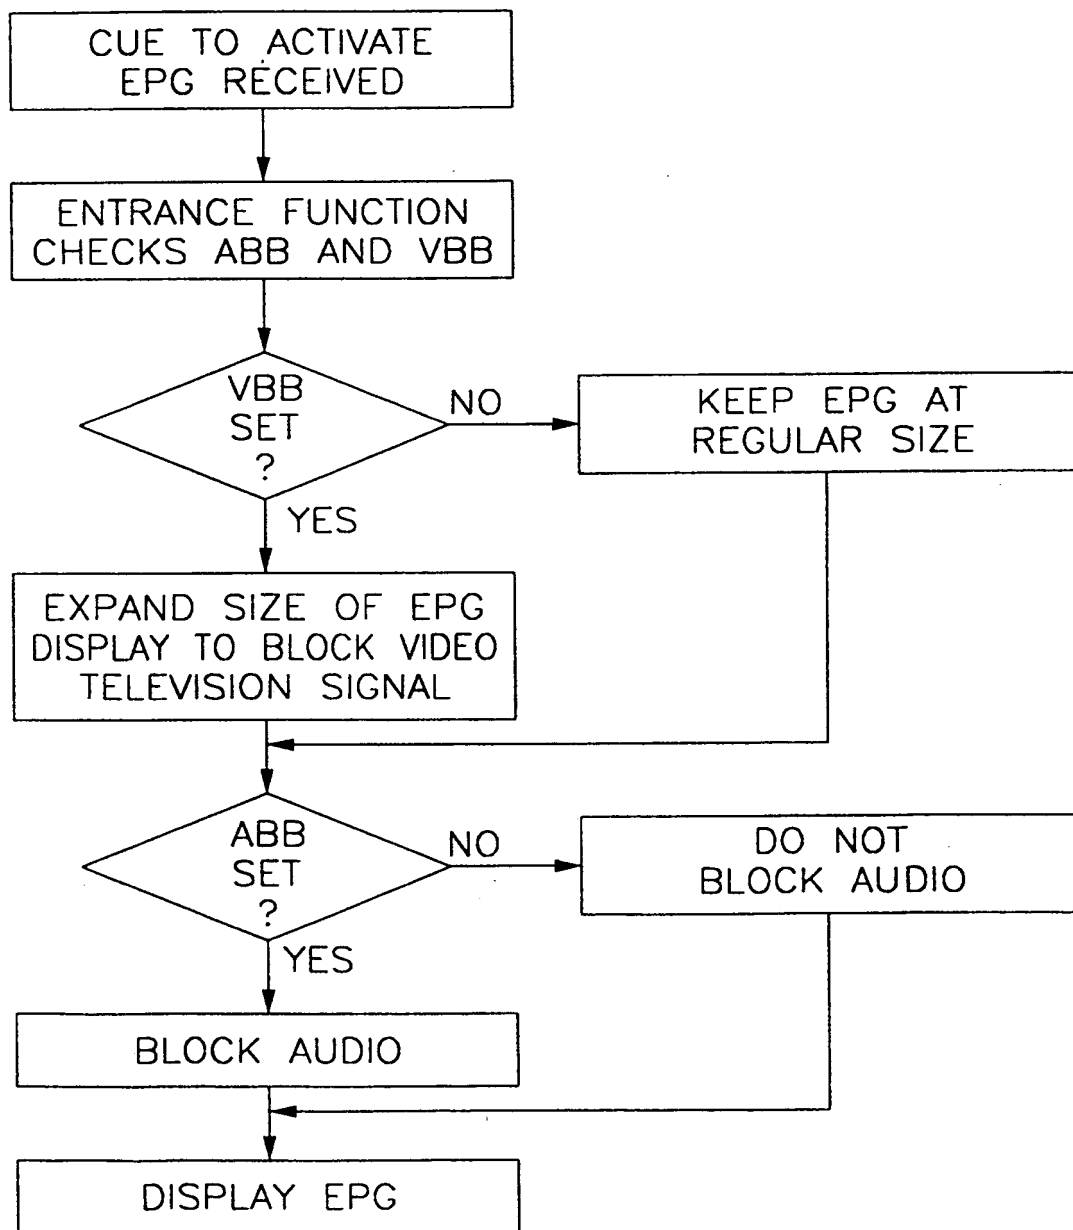 CUE TO ACTIVATE
EPG RECEIVED
ENTRANCE FUNCTION
CHECKS ABB AND VBB
VBB
SET
?
NO
KEEP EPG AT
REGULAR SIZE
YES
EXPAND SIZE OF EPG
DISPLAY TO BLOCK VIDEO
TELEVISION SIGNAL
ABB
SET
?
NO
DO NOT
BLOCK AUDIO
YES
BLOCK AUDIO
DISPLAY EPG